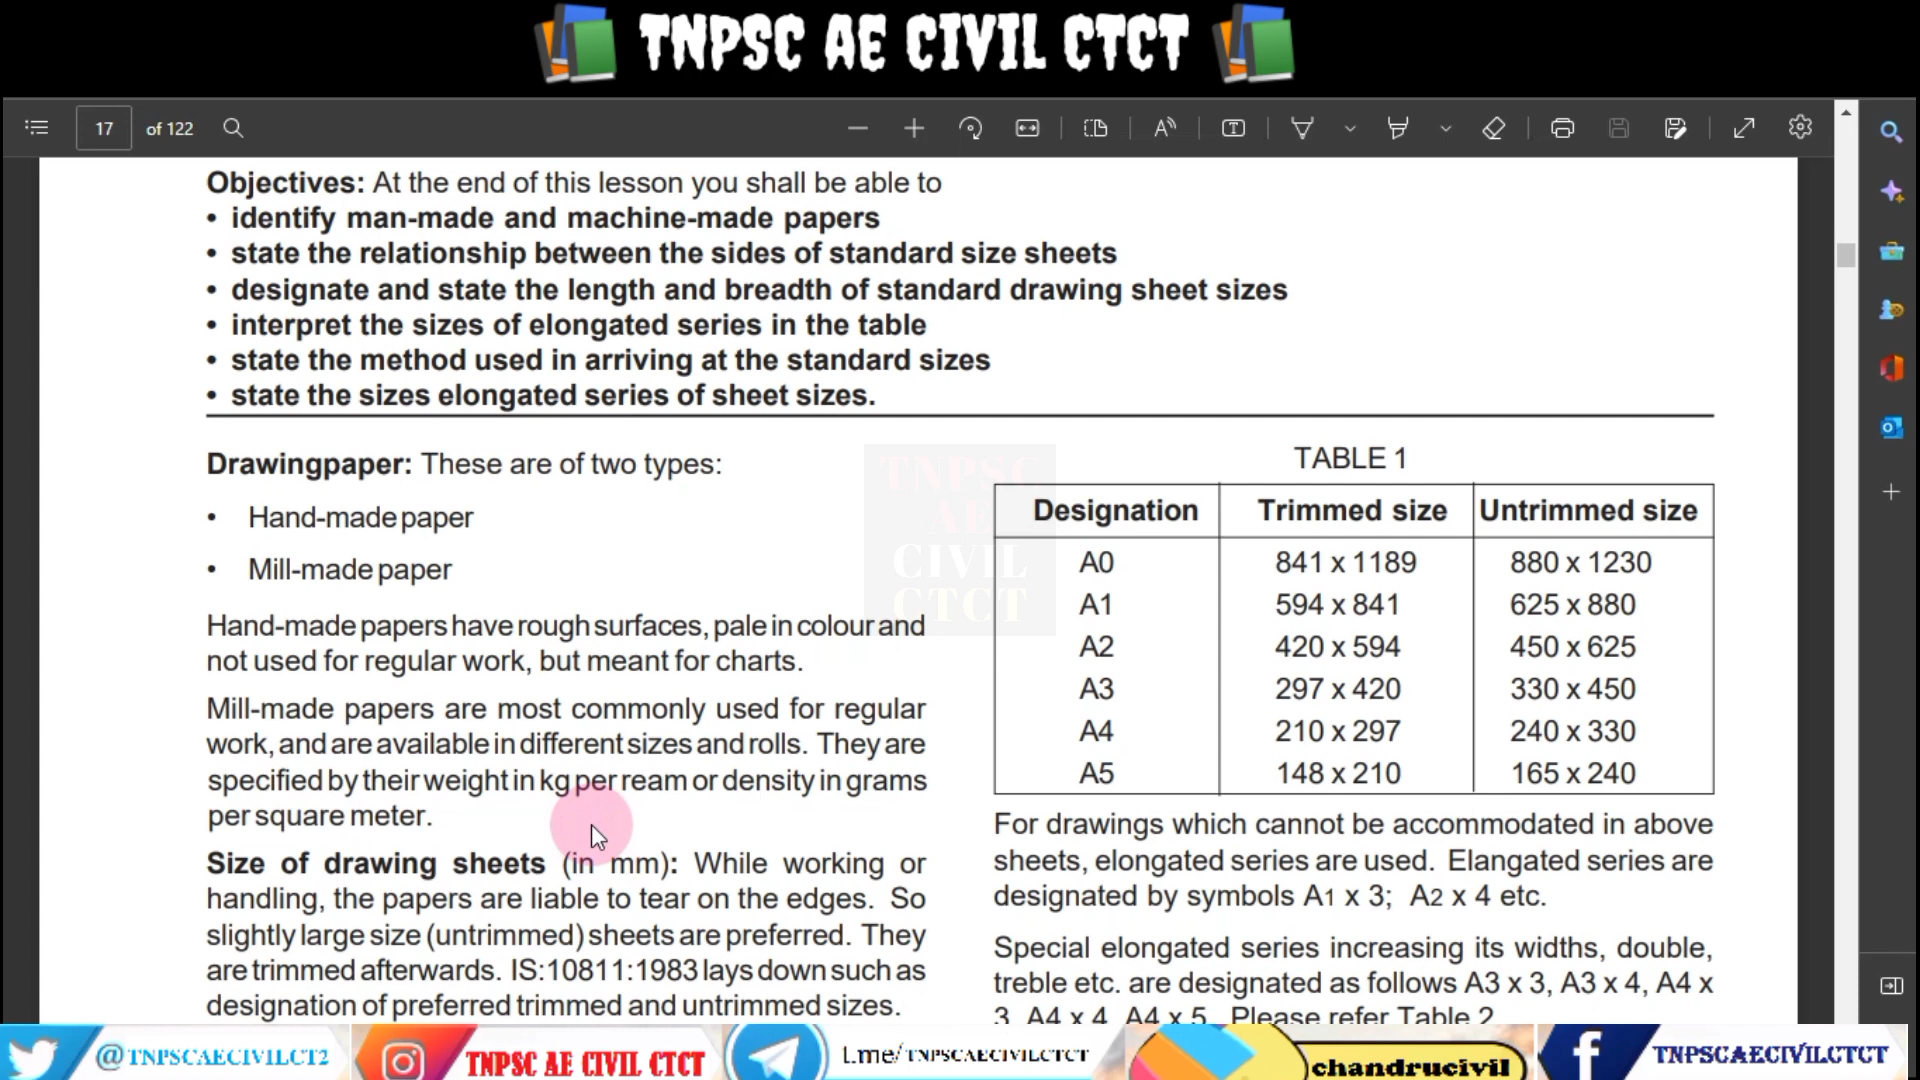 TNPSC AE CIVIL CTCT
17 of 122
Objectives: At the end of this lesson you shall be able to
• identify man-made and machine-made papers
• state the relationship between the sides of standard size sheets
• designate and state the length and breadth of standard drawing sheet sizes
• interpret the sizes of elongated series in the table
• state the method used in arriving at the standard sizes
• state the sizes elongated series of sheet sizes.
Drawingpaper: These are of two types:
• Hand-made paper
• Mill-made paper
Hand-made papers have rough surfaces, pale in colour and
not used for regular work, but meant for charts.
Mill-made papers are most commonly used for regular
work, and are available in different sizes and rolls. They are
specified by their weight in kg per ream or density in grams
per square meter.
Size of drawing sheets (in mm): While working or
handling, the papers are liable to tear on the edges. So
slightly large size (untrimmed) sheets are preferred. They
are trimmed afterwards. IS:10811:1983 lays down such as
designation of preferred trimmed and untrimmed sizes.
TNPSC
AE
CIVIL
CTCT
TABLE 1
Designation Trimmed size Untrimmed size
A0 841 x 1189 880 x 1230
A1 594 x 841 625 x 880
A2 420 x 594 450 x 625
A3 297 x 420 330 x 450
A4 210 x 297 240 x 330
A5 148 x 210 165 x 240
For drawings which cannot be accommodated in above
sheets, elongated series are used. Elangated series are
designated by symbols A1 x 3; A2 x 4 etc.
Special elongated series increasing its widths, double,
treble etc. are designated as follows A3 x 3, A3 x 4, A4 x
3, A4 x 4, A4 x 5. Please refer Table 2
@TNPSCAECIVILCT2
TNPSC AE CIVIL CTCT
t.me/TNPSCAECIVILCTCT
chandrucivil
TNPSCAECIVILCTCT